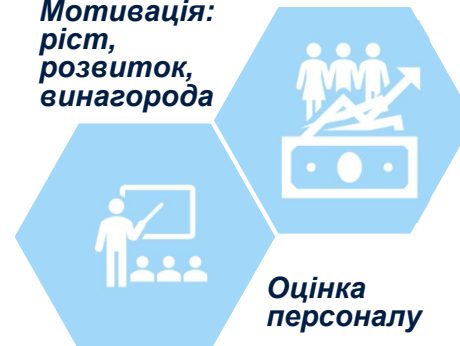 Мотивація:
ріст,
розвиток,
винагорода
Оцінка
персоналу